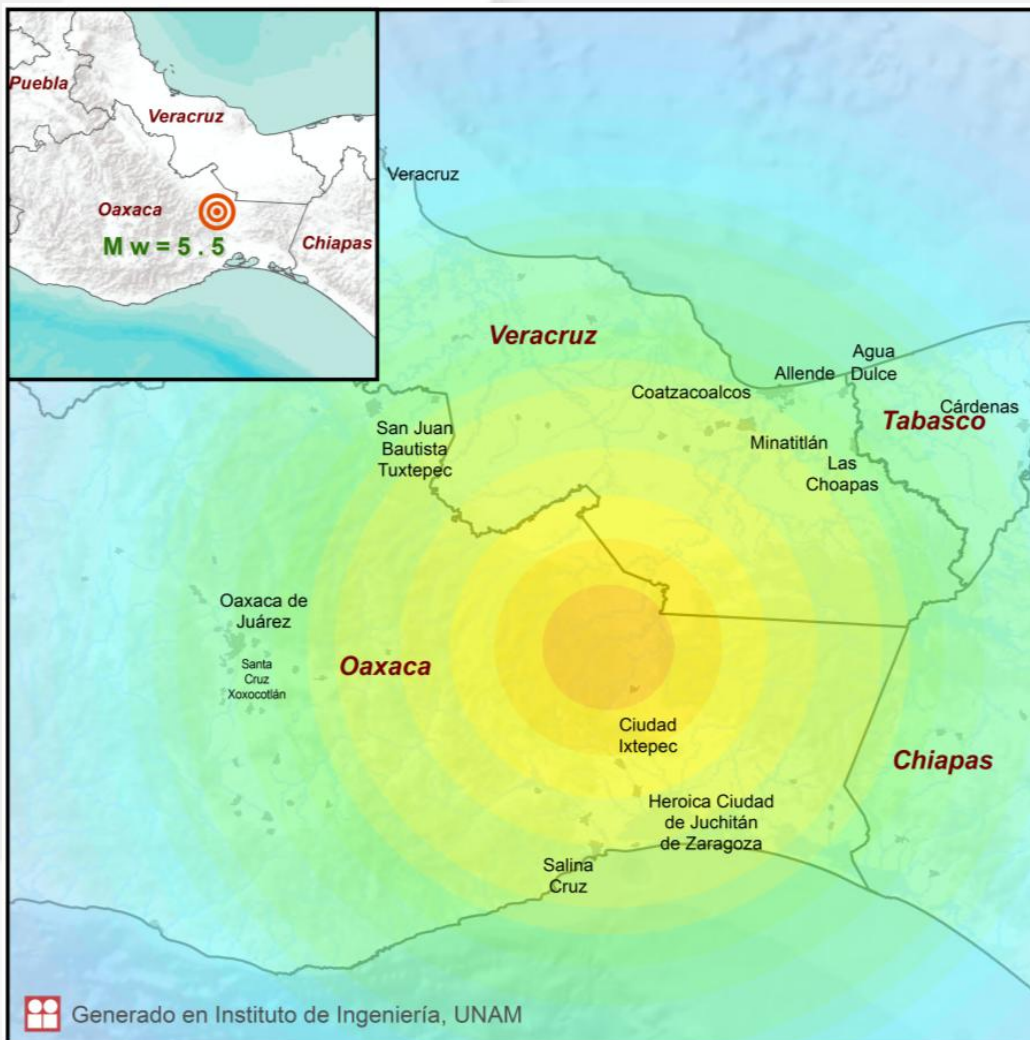 Puebla
Veracruz
Oaxaca
M w = 5 . 5
Chiapas
Veracruz
Veracruz
Agua
Dulce
Allende
Coatzacoalcos
Cárdenas
Tabasco
San Juan
Bautista
Tuxtepec
Minatitlán
Las
Choapas
Oaxaca de
Juárez
Santa
Cruz
Xoxocotlán
Oaxaca
Ciudad
Ixtepec
Chiapas
Heroica Ciudad
de Juchitán
de Zaragoza
Salina
Cruz
Generado en Instituto de Ingeniería, UNAM